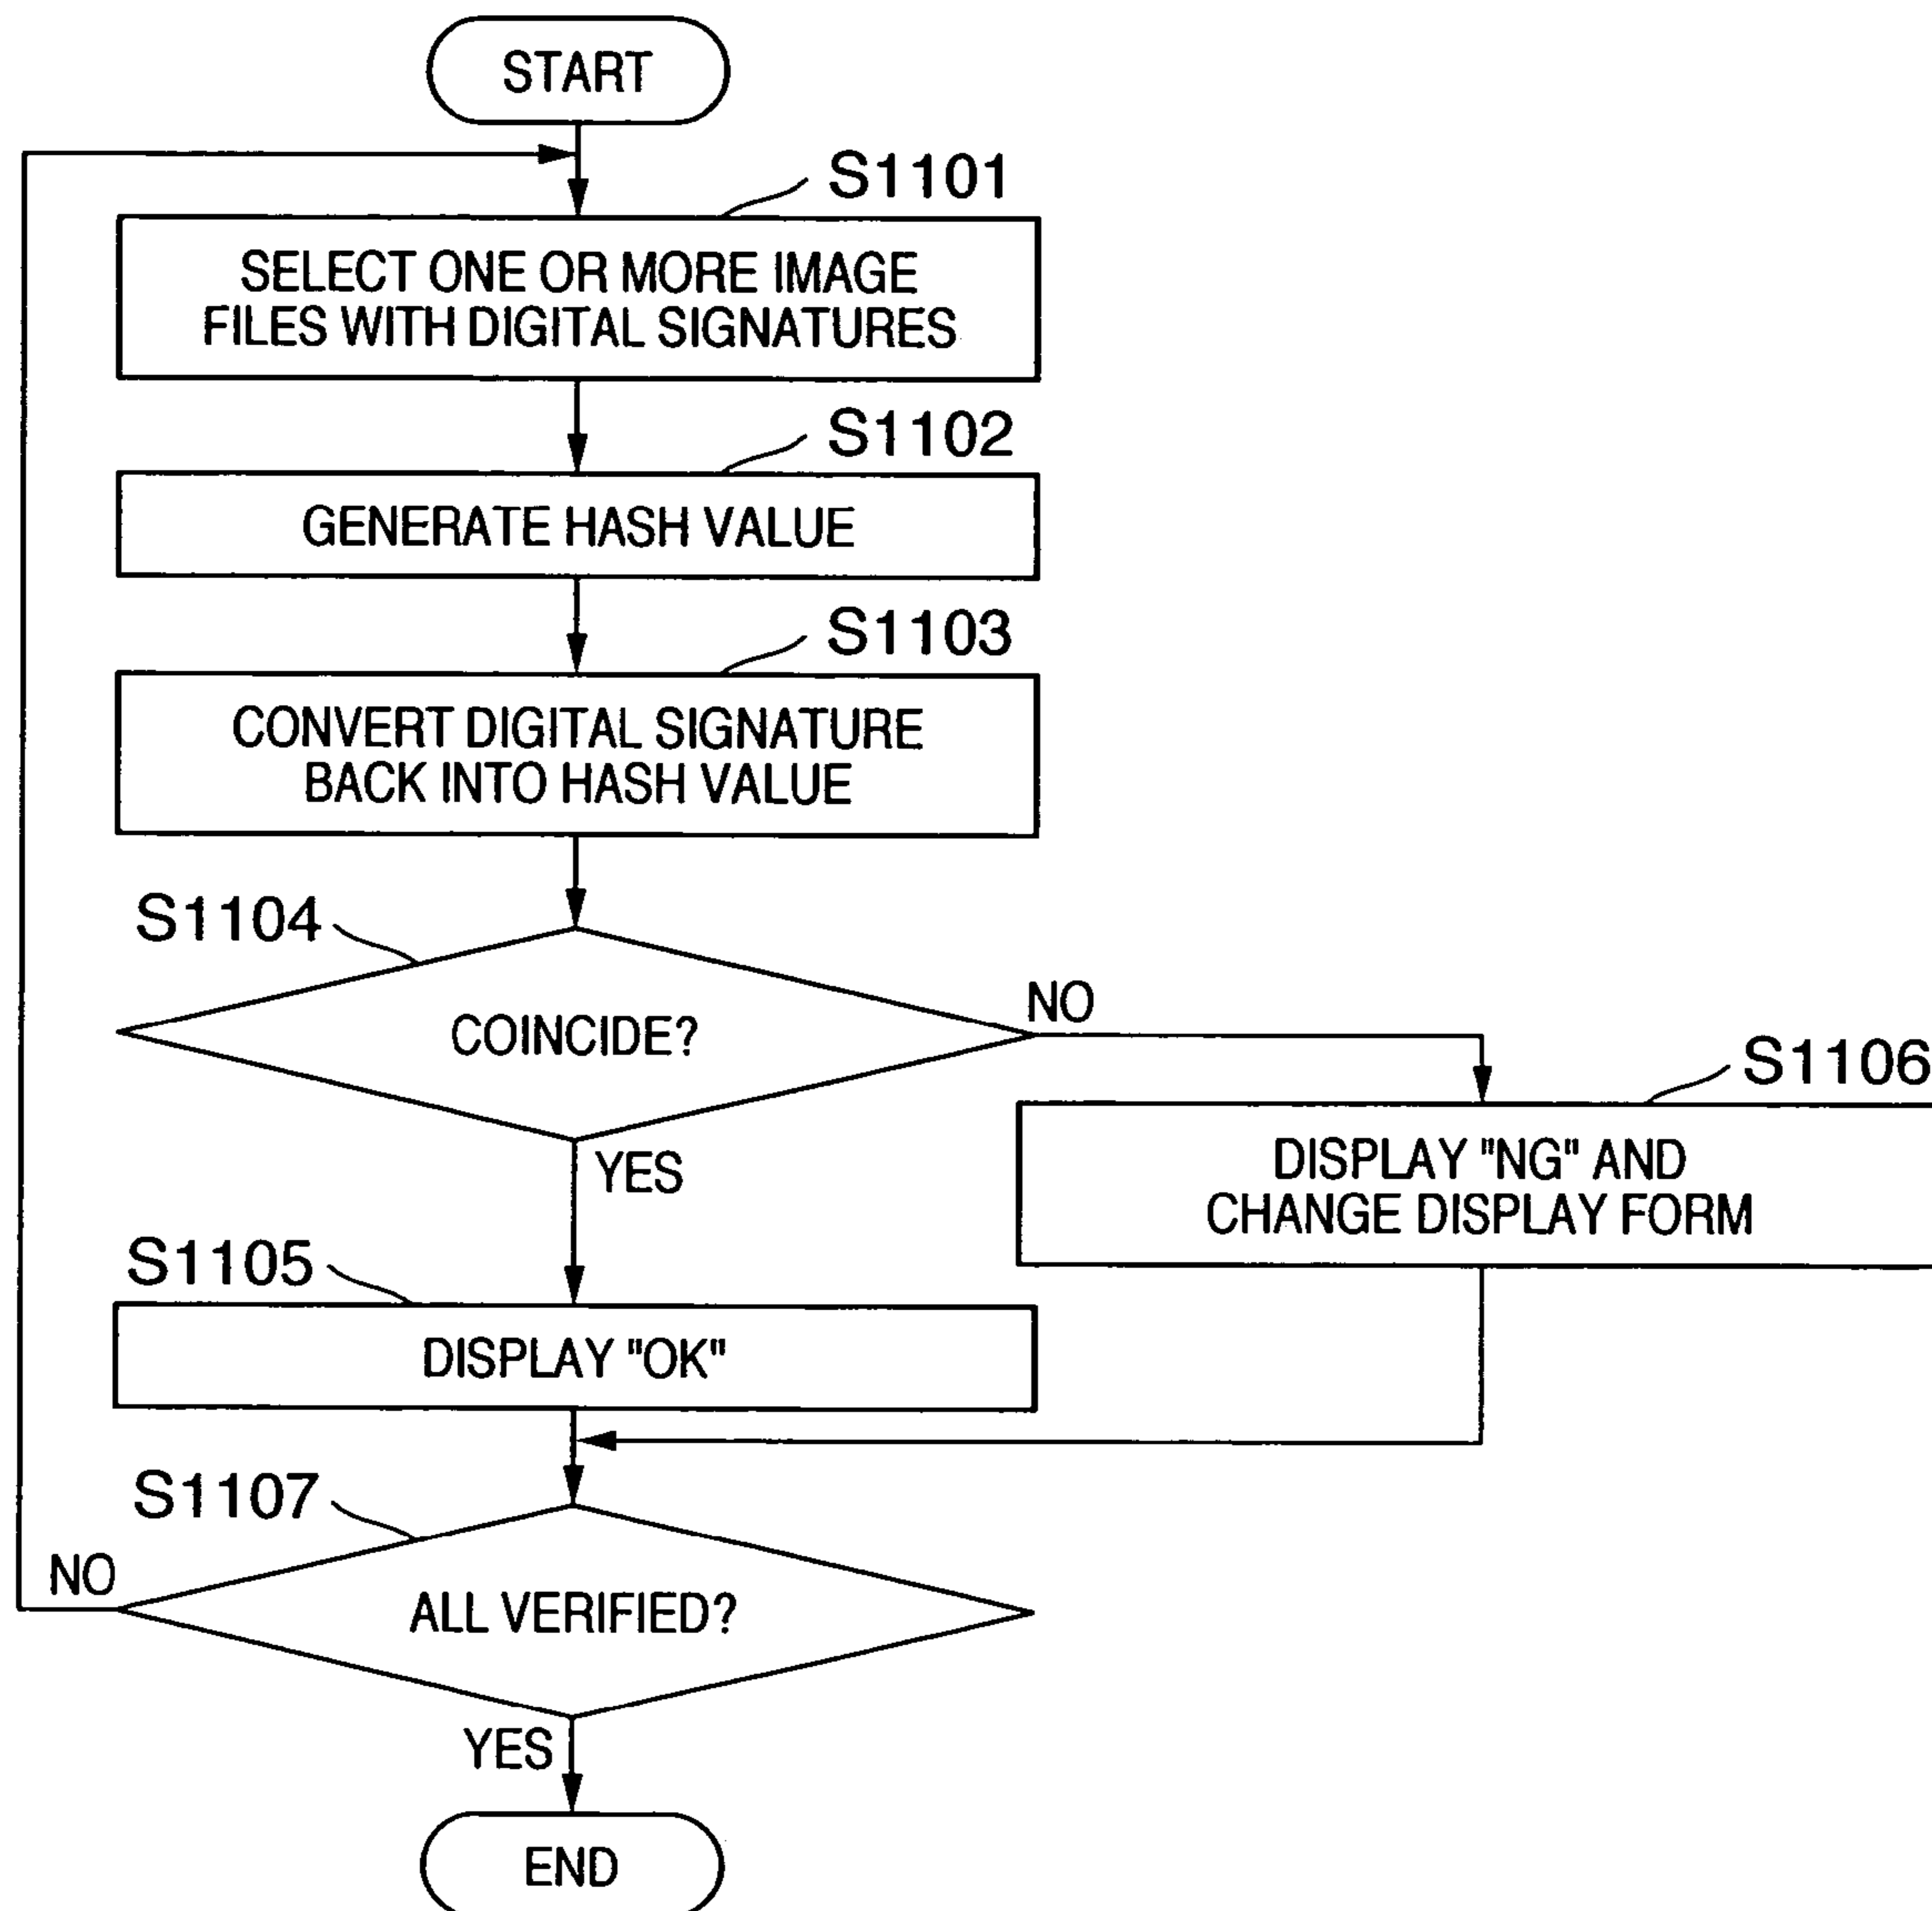 START
S1101
SELECT ONE OR MORE IMAGE
FILES WITH DIGITAL SIGNATURES
S1102
GENERATE HASH VALUE
S1103
CONVERT DIGITAL SIGNATURE
BACK INTO HASH VALUE
S1104
COINCIDE?
NO
YES
S1106
DISPLAY "NG" AND
CHANGE DISPLAY FORM
S1105
DISPLAY "OK"
S1107
NO
ALL VERIFIED?
YES
END